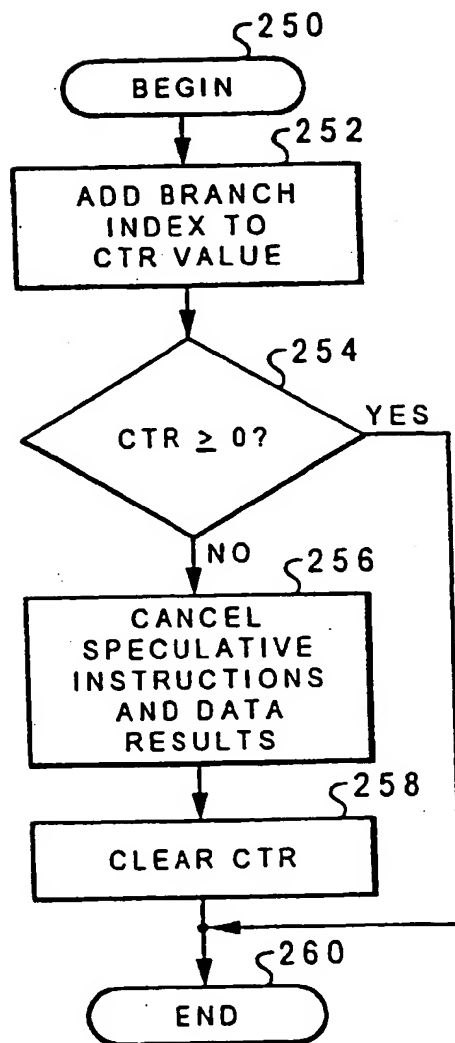 250
BEGIN
252
ADD BRANCH
INDEX TO
CTR VALUE
254
CTR ≥ 0?
YES
NO
256
CANCEL
SPECULATIVE
INSTRUCTIONS
AND DATA
RESULTS
258
CLEAR CTR
260
END